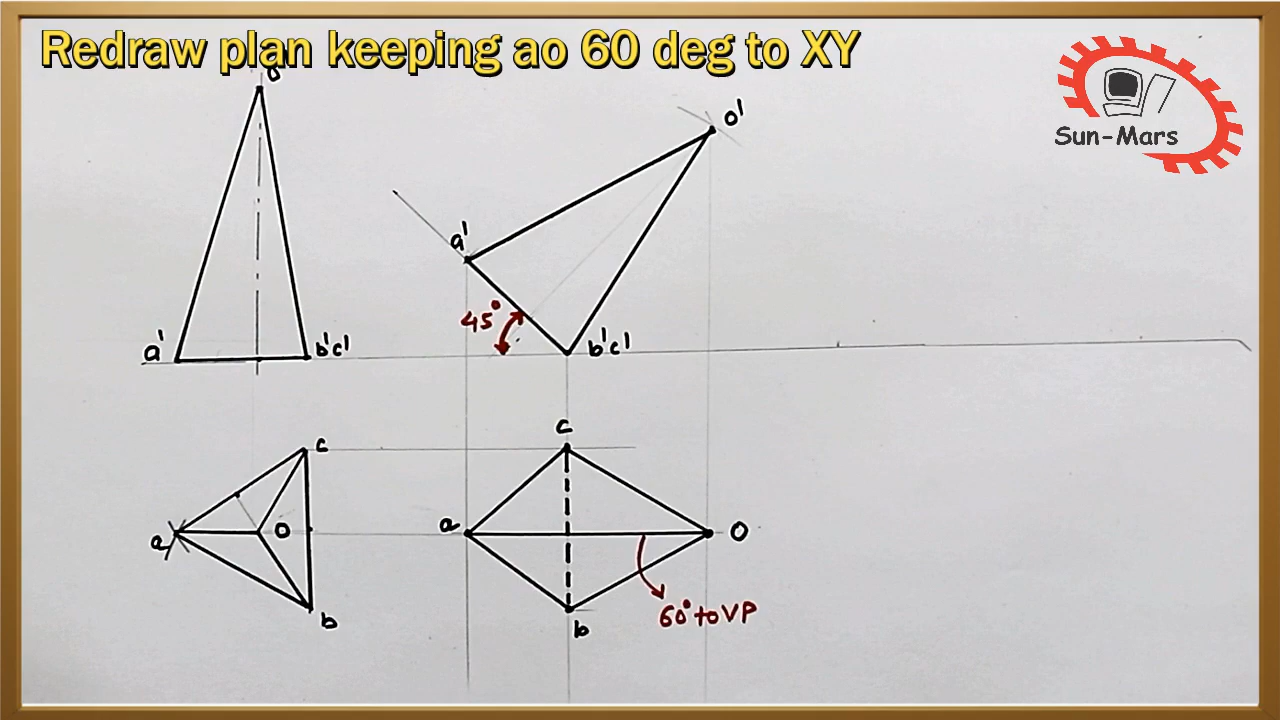 Redraw plan keeping ao 60 deg to XY
Sun-Mars
o'
a'
45°
a'
b'c'
b'c'
c
c
a
o
a
o
b
b
60° to VP